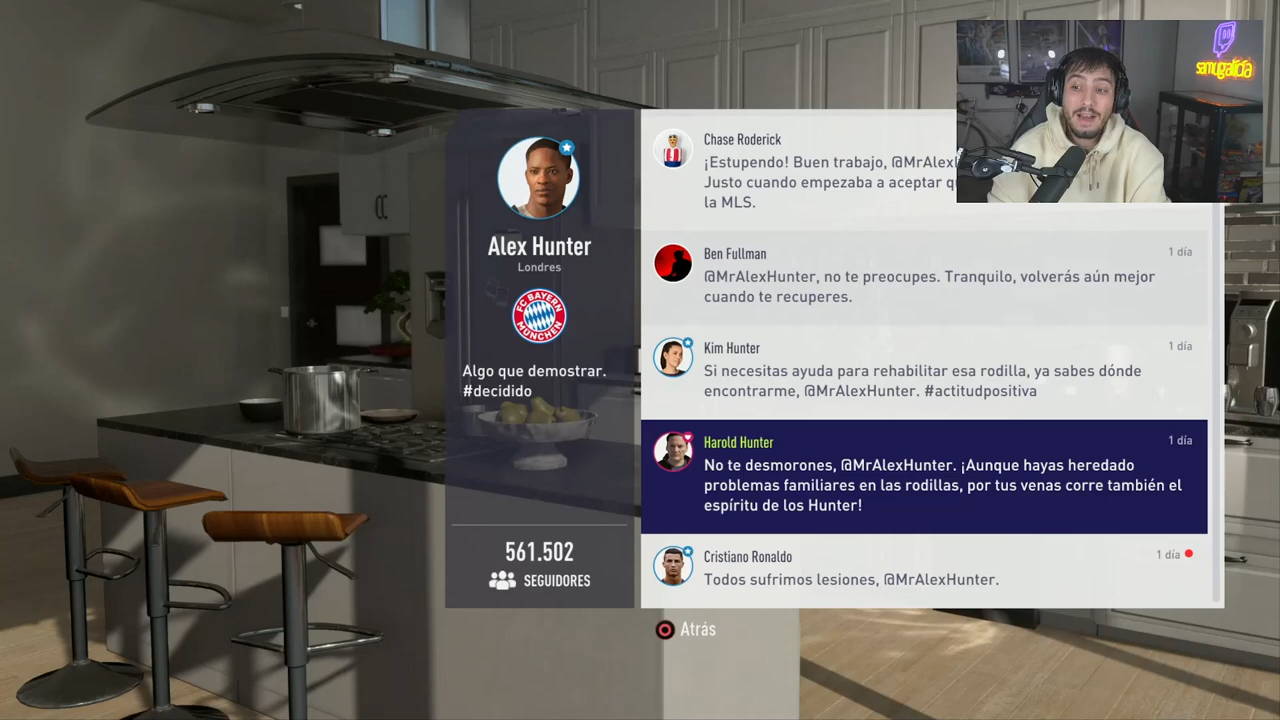 samugalicia
Chase Roderick
¡Estupendo! Buen trabajo,
Justo cuando empezaba a aceptar
la MLS.
Alex Hunter
Londres
FC BAYERN
MÜNCHEN
Algo que demostrar.
#decidido
561.502
SEGUIDORES
Ben Fullman
1 día
@MrAlexHunter, no te preocupes. Tranquilo, volverás aún mejor
cuando te recuperes.
Kim Hunter
1 día
Si necesitas ayuda para rehabilitar esa rodilla, ya sabes dónde
encontrarme, @MrAlexHunter. #actitudpositiva
Harold Hunter
1 día
No te desmorones, @MrAlexHunter. ¡Aunque hayas heredado
problemas familiares en las rodillas, por tus venas corre también el
espíritu de los Hunter!
Cristiano Ronaldo
1 día
Todos sufrimos lesiones, @MrAlexHunter.
Atrás